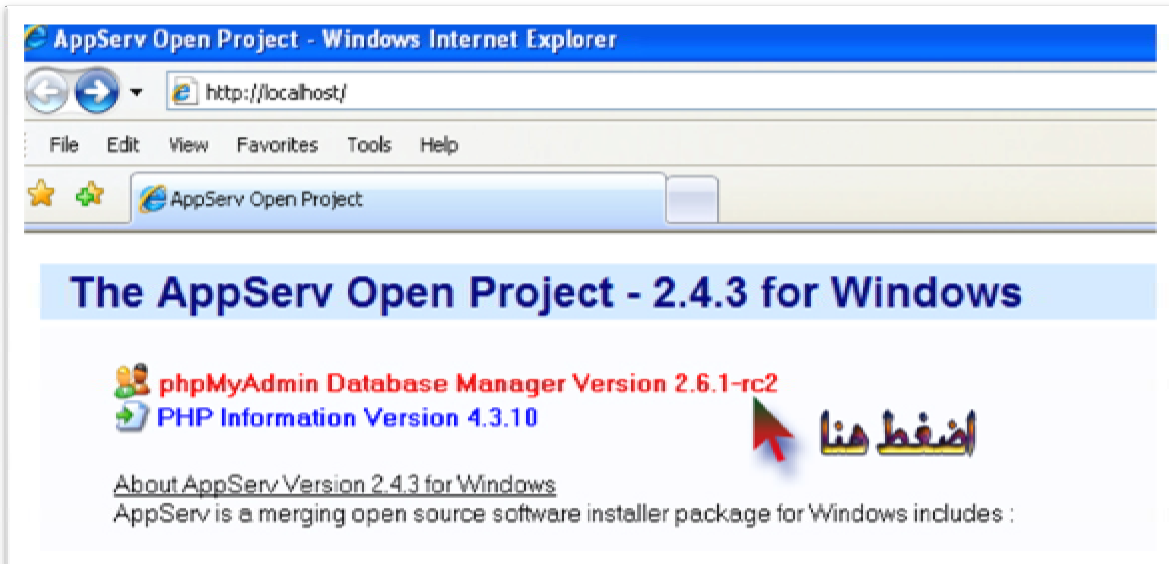 AppServ Open Project - Windows Internet Explorer
http://localhost/
File Edit View Favorites Tools Help
AppServ Open Project
The AppServ Open Project - 2.4.3 for Windows
phpMyAdmin Database Manager Version 2.6.1-rc2
PHP Information Version 4.3.10
اضغط هنا
About AppServ Version 2.4.3 for Windows
AppServ is a merging open source software installer package for Windows includes :